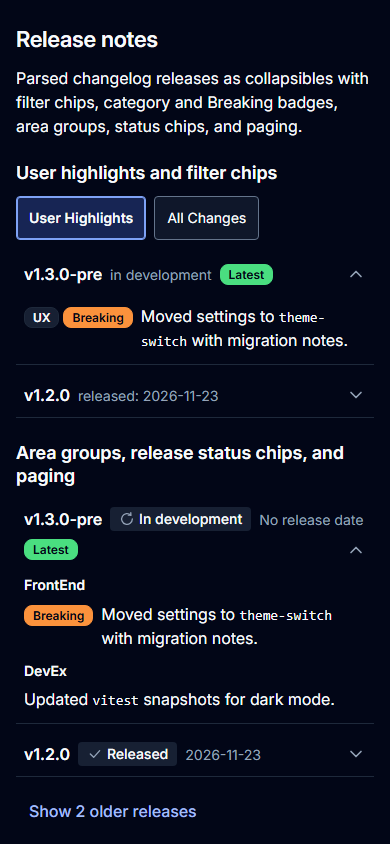 Release notes
Parsed changelog releases as collapsibles with
filter chips, category and Breaking badges,
area groups, status chips, and paging.
User highlights and filter chips
User Highlights All Changes
v1.3.0-pre in development Latest
UX Breaking Moved settings to theme-
switch with migration notes.
v1.2.0 released: 2026-11-23
Area groups, release status chips, and
paging
v1.3.0-pre In development No release date
Latest
FrontEnd
Breaking Moved settings to theme-switch
with migration notes.
DevEx
Updated vitest snapshots for dark mode.
v1.2.0 Released 2026-11-23
Show 2 older releases